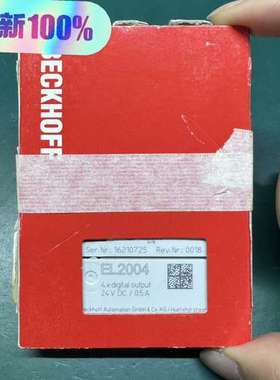 新100%
BECKHOFF
Ser.Nr.: 16210725 Rev.Nr.: 0018
EL2004
4 x digital output
24 V DC / 0.5 A